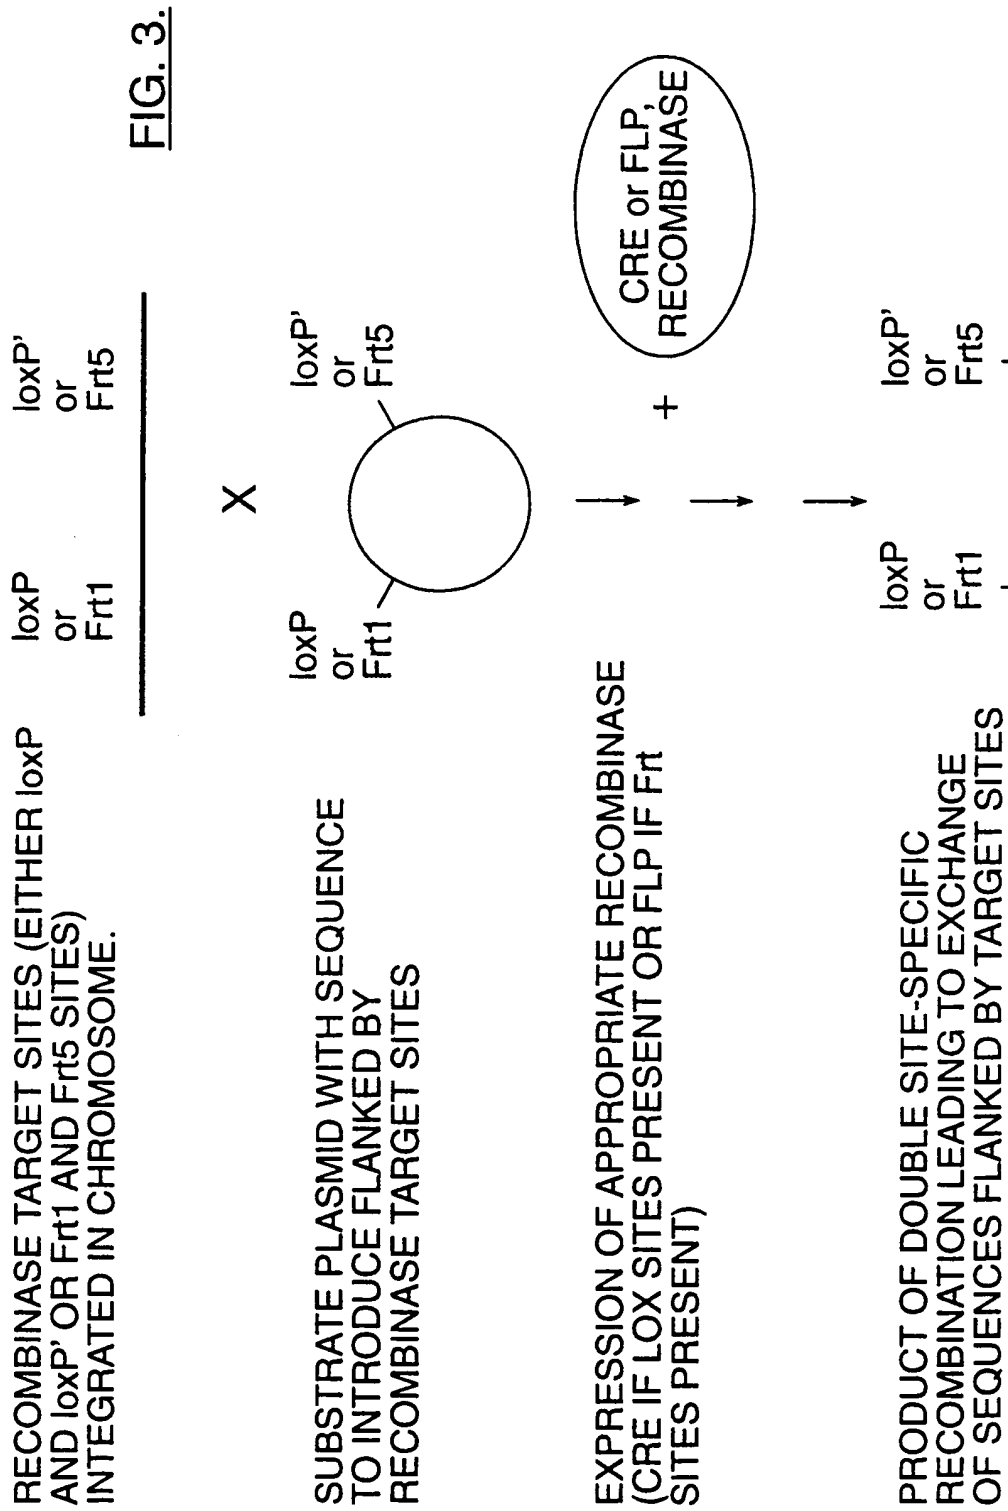 FIG. 3.
RECOMBINASE TARGET SITES (EITHER loxP
AND loxP' OR Frt1 AND Frt5 SITES)
INTEGRATED IN CHROMOSOME.
loxP
or
Frt1
loxP'
or
Frt5
X
SUBSTRATE PLASMID WITH SEQUENCE
TO INTRODUCE FLANKED BY
RECOMBINASE TARGET SITES
loxP
or
Frt1
loxP'
or
Frt5
EXPRESSION OF APPROPRIATE RECOMBINASE
(CRE IF LOX SITES PRESENT OR FLP IF Frt
SITES PRESENT)
+
CRE or FLP,
RECOMBINASE
PRODUCT OF DOUBLE SITE-SPECIFIC
RECOMBINATION LEADING TO EXCHANGE
OF SEQUENCES FLANKED BY TARGET SITES
loxP
or
Frt1
loxP'
or
Frt5